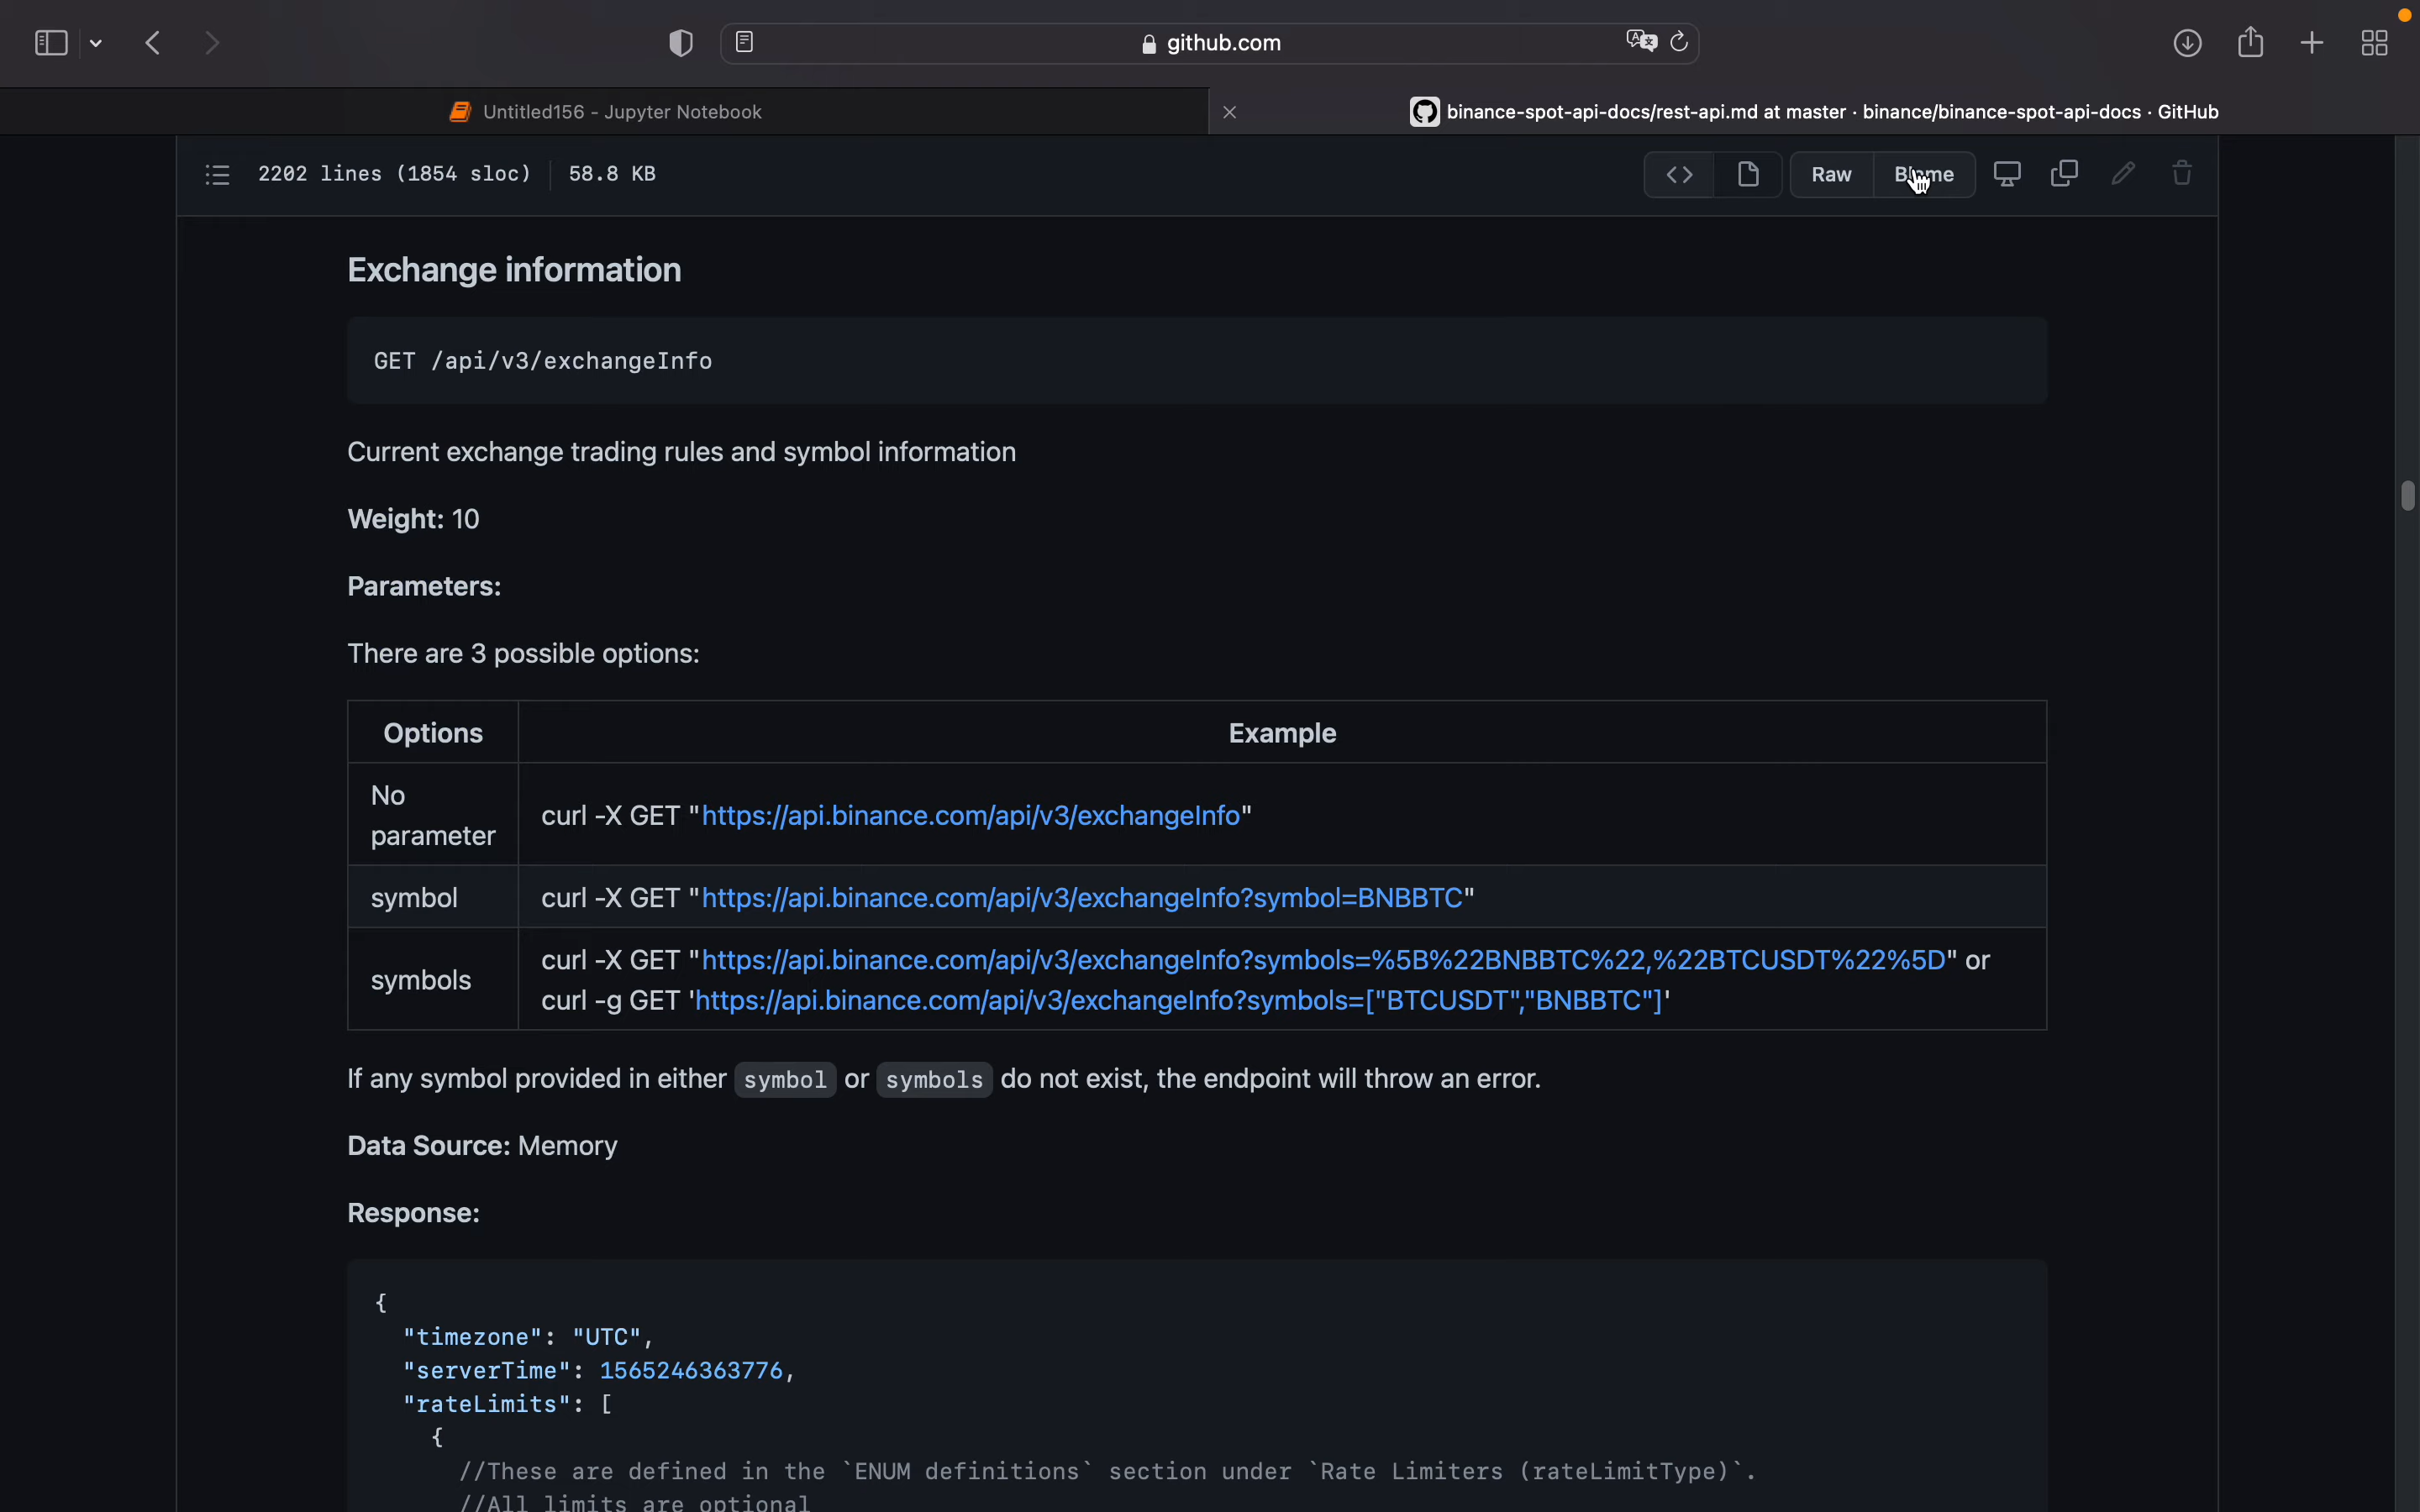 github.com
Untitled156 - Jupyter Notebook
binance-spot-api-docs/rest-api.md at master · binance/binance-spot-api-docs · GitHub
2202 lines (1854 sloc)
58.8 KB
Raw
Blame
Exchange information
GET /api/v3/exchangeInfo
Current exchange trading rules and symbol information
Weight: 10
Parameters:
There are 3 possible options:
Options
Example
No
parameter
curl -X GET "https://api.binance.com/api/v3/exchangeInfo"
symbol
curl -X GET "https://api.binance.com/api/v3/exchangeInfo?symbol=BNBBTC"
symbols
curl -X GET "https://api.binance.com/api/v3/exchangeInfo?symbols=%5B%22BNBBTC%22,%22BTCUSDT%22%5D" or
curl -g GET 'https://api.binance.com/api/v3/exchangeInfo?symbols=["BTCUSDT","BNBBTC"]'
If any symbol provided in either symbol or symbols do not exist, the endpoint will throw an error.
Data Source: Memory
Response:
{
"timezone": "UTC",
"serverTime": 1565246363776,
"rateLimits": [
{
//These are defined in the `ENUM definitions` section under `Rate Limiters (rateLimitType)`.
//All limits are optional